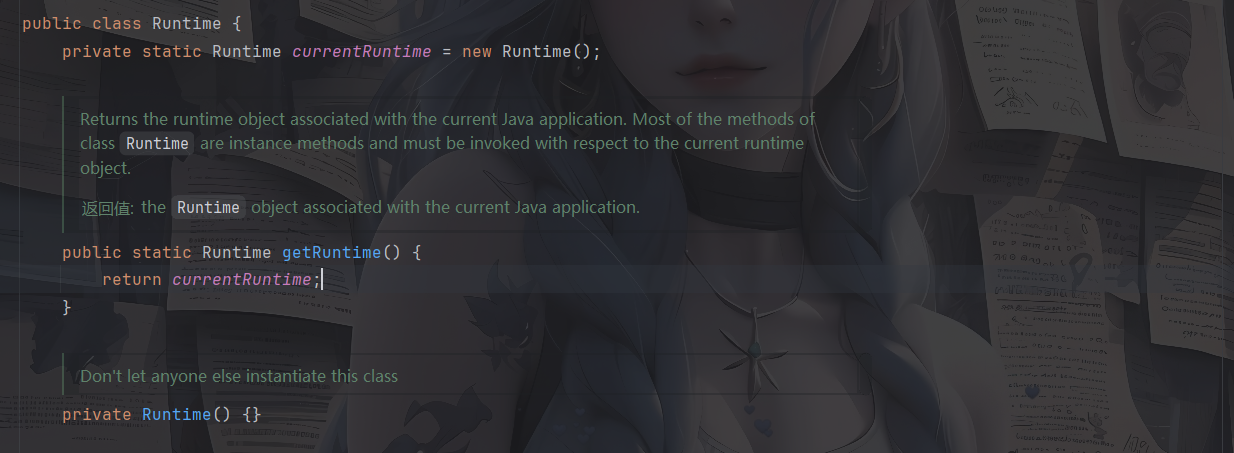 public class Runtime {
private static Runtime currentRuntime = new Runtime();
Returns the runtime object associated with the current Java application. Most of the methods of
class Runtime are instance methods and must be invoked with respect to the current runtime
object.
返回值: the Runtime object associated with the current Java application.
public static Runtime getRuntime() {
return currentRuntime;
}
Don't let anyone else instantiate this class
private Runtime() {}